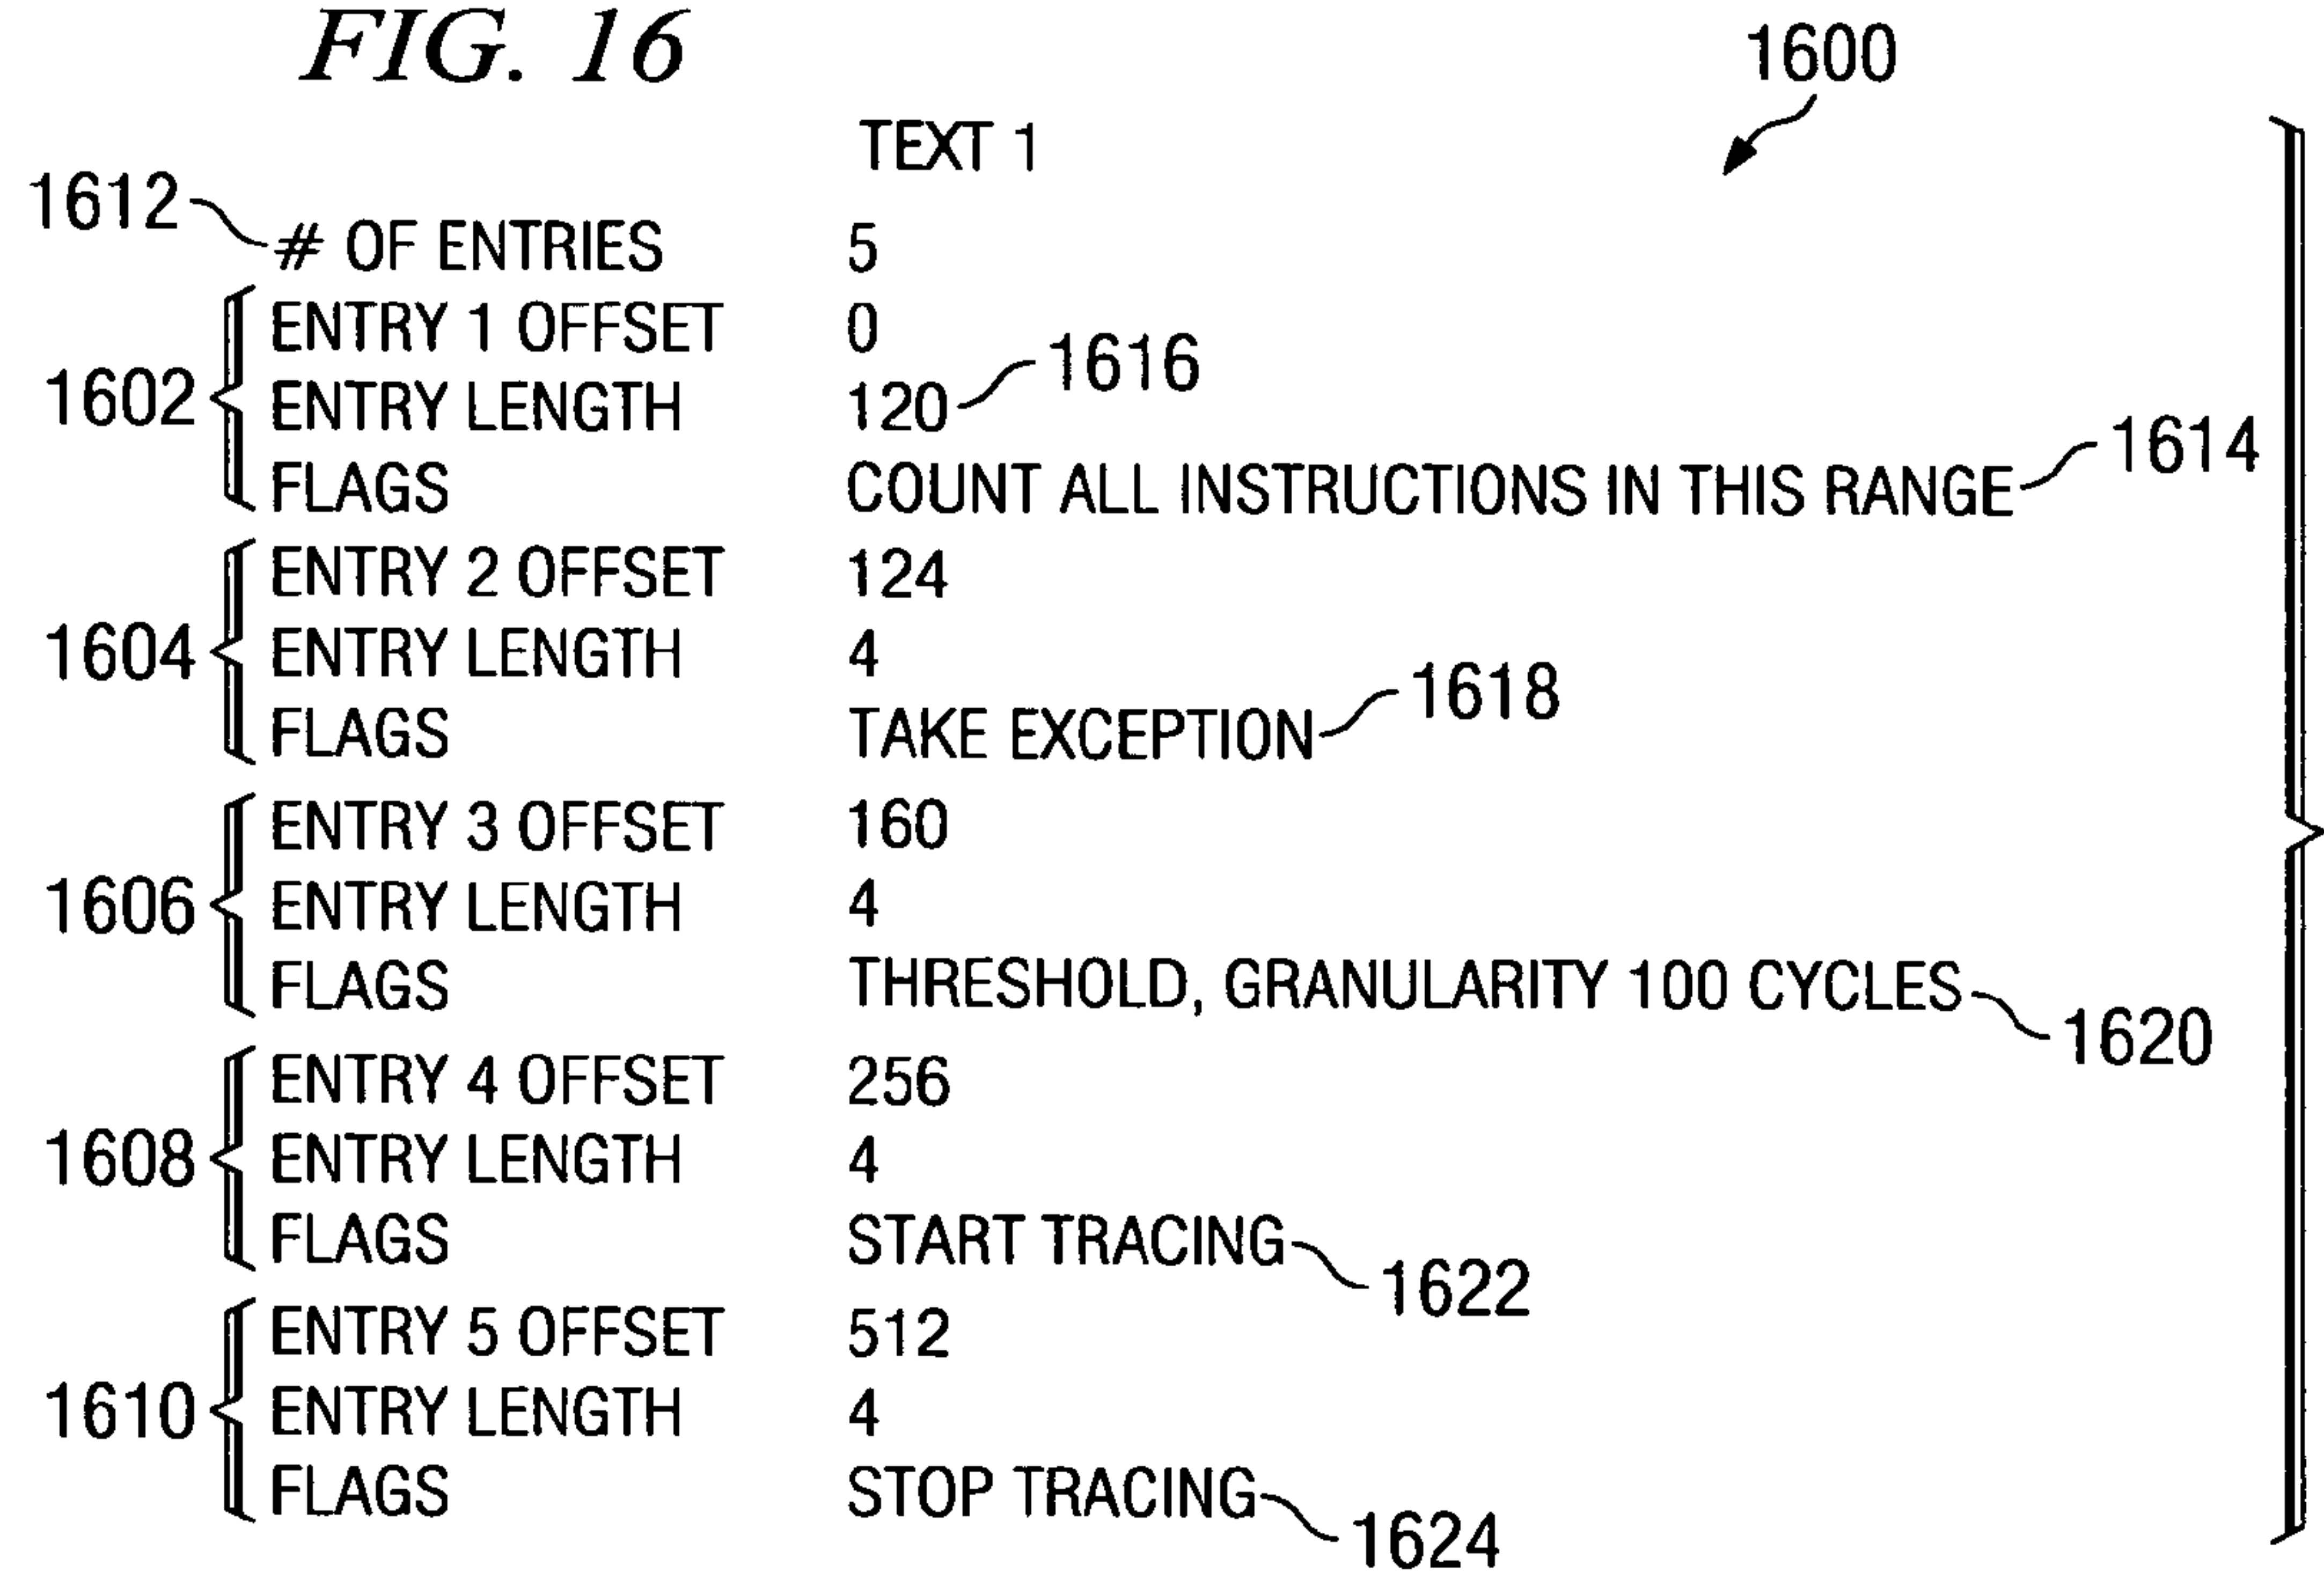 FIG. 16
1600
TEXT 1
1612
# OF ENTRIES 5
ENTRY 1 OFFSET 0
1616
1602 ENTRY LENGTH 120
1614
FLAGS COUNT ALL INSTRUCTIONS IN THIS RANGE
ENTRY 2 OFFSET 124
1604 ENTRY LENGTH 4
1618
FLAGS TAKE EXCEPTION
ENTRY 3 OFFSET 160
1606 ENTRY LENGTH 4
FLAGS THRESHOLD, GRANULARITY 100 CYCLES
1620
ENTRY 4 OFFSET 256
1608 ENTRY LENGTH 4
FLAGS START TRACING
1622
ENTRY 5 OFFSET 512
1610 ENTRY LENGTH 4
FLAGS STOP TRACING
1624